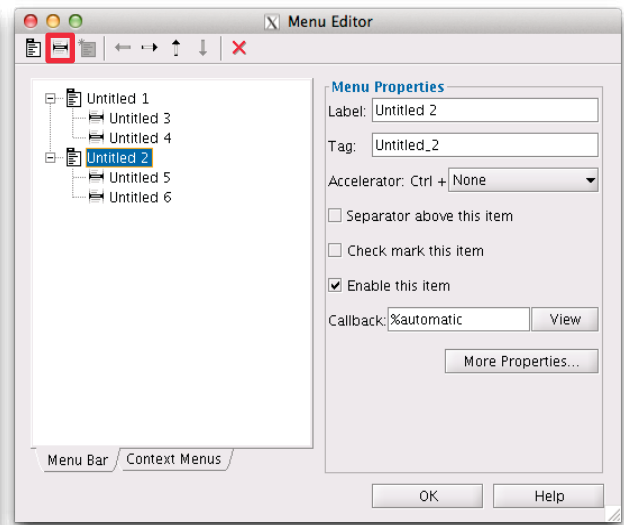 Menu Editor
Untitled 1
Untitled 3
Untitled 4
Untitled 2
Untitled 5
Untitled 6
Menu Bar
Context Menus
Menu Properties
Label: Untitled 2
Tag: Untitled_2
Accelerator: Ctrl + None
Separator above this item
Check mark this item
Enable this item
Callback: %automatic View
More Properties...
OK
Help